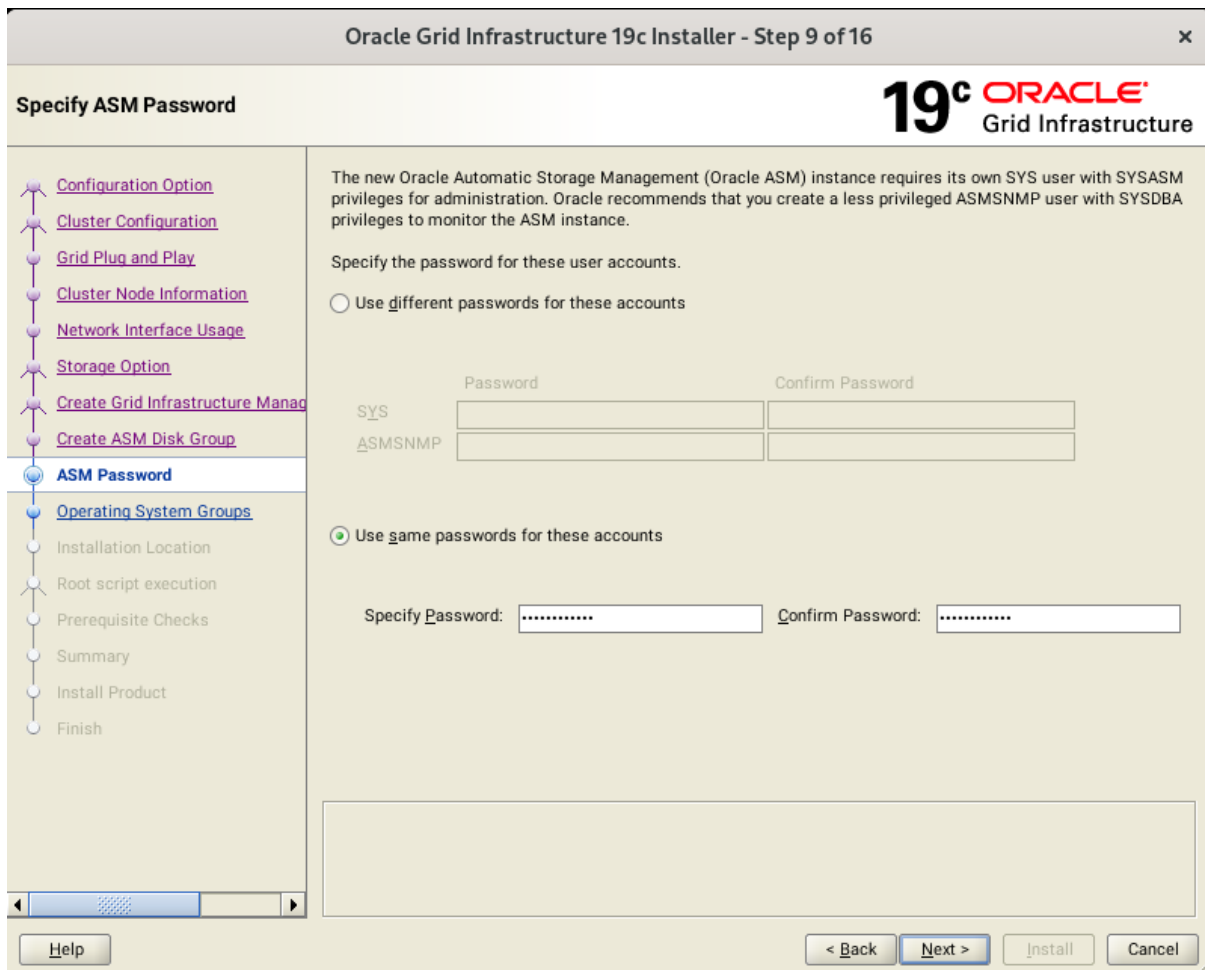 Oracle Grid Infrastructure 19c Installer - Step 9 of 16
×
Specify ASM Password
19c ORACLE
Grid Infrastructure
Configuration Option
Cluster Configuration
Grid Plug and Play
Cluster Node Information
Network Interface Usage
Storage Option
Create Grid Infrastructure Manag
Create ASM Disk Group
ASM Password
Operating System Groups
Installation Location
Root script execution
Prerequisite Checks
Summary
Install Product
Finish
The new Oracle Automatic Storage Management (Oracle ASM) instance requires its own SYS user with SYSASM
privileges for administration. Oracle recommends that you create a less privileged ASMSNMP user with SYSDBA
privileges to monitor the ASM instance.
Specify the password for these user accounts.
Use different passwords for these accounts
Password Confirm Password
SYS
ASMSNMP
Use same passwords for these accounts
Specify Password: •••••••••••• Confirm Password: ••••••••••••
Help < Back Next > Install Cancel